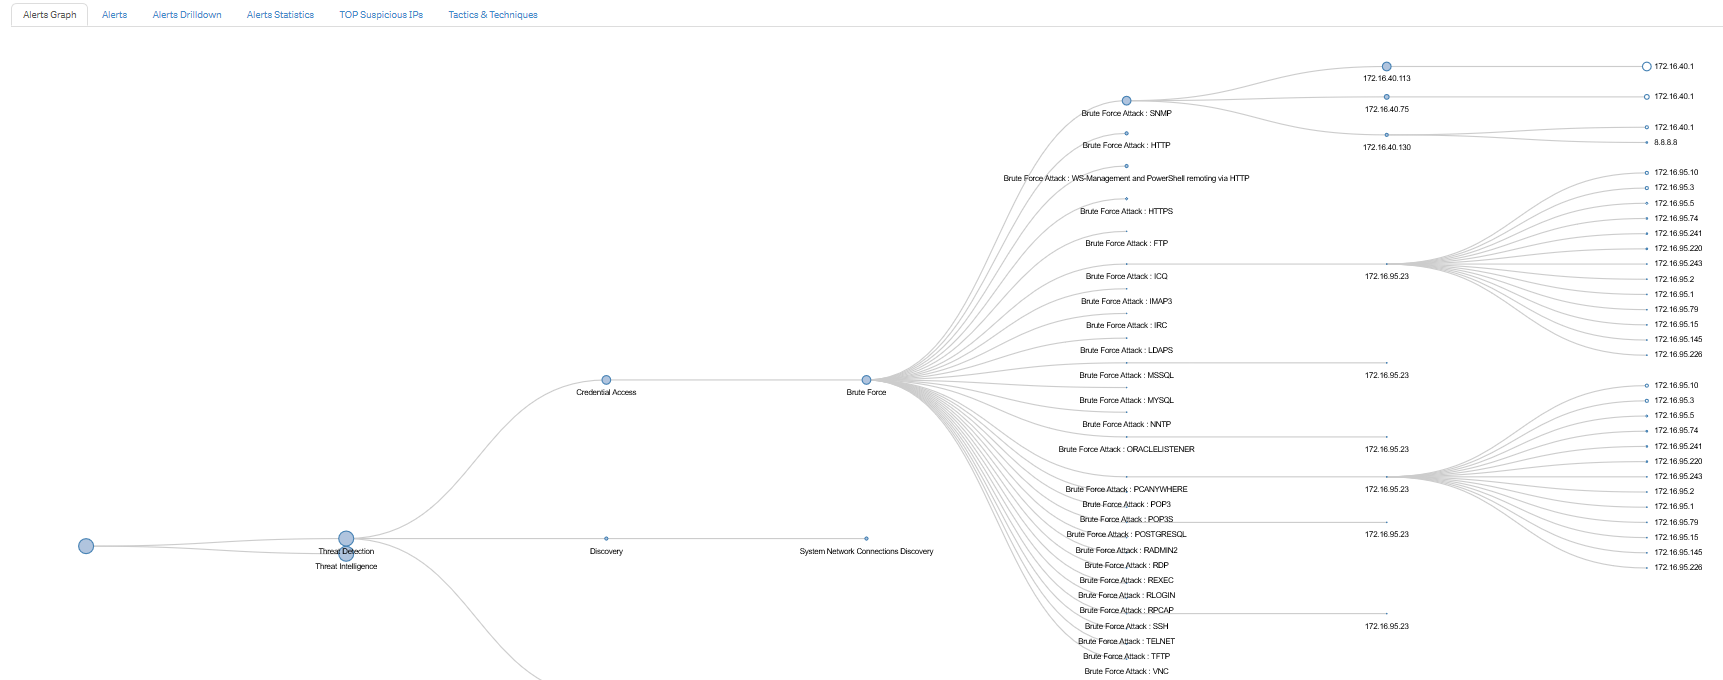 Alerts Graph
Alerts
Alerts Drilldown
Alerts Statistics
TOP Suspicious IPs
Tactics & Techniques
Threat Detection
Threat Intelligence
Credential Access
Discovery
Brute Force
System Network Connections Discovery
Brute Force Attack : SNMP
Brute Force Attack : HTTP
Brute Force Attack : WS-Management and PowerShell remoting via HTTP
Brute Force Attack : HTTPS
Brute Force Attack : FTP
Brute Force Attack : ICQ
Brute Force Attack : IMAP3
Brute Force Attack : IRC
Brute Force Attack : LDAPS
Brute Force Attack : MSSQL
Brute Force Attack : MYSQL
Brute Force Attack : NNTP
Brute Force Attack : ORACLELISTENER
Brute Force Attack : PCANYWHERE
Brute Force Attack : POP3
Brute Force Attack : POP3S
Brute Force Attack : POSTGRESQL
Brute Force Attack : RADMIN2
Brute Force Attack : RDP
Brute Force Attack : REXEC
Brute Force Attack : RLOGIN
Brute Force Attack : RPCAP
Brute Force Attack : SSH
Brute Force Attack : TELNET
Brute Force Attack : TFTP
Brute Force Attack : VNC
172.16.40.113
172.16.40.75
172.16.40.130
172.16.95.23
172.16.95.23
172.16.95.23
172.16.95.23
172.16.95.23
172.16.95.23
172.16.40.1
172.16.40.1
172.16.40.1
8.8.8.8
172.16.95.10
172.16.95.3
172.16.95.5
172.16.95.74
172.16.95.241
172.16.95.220
172.16.95.243
172.16.95.2
172.16.95.1
172.16.95.79
172.16.95.15
172.16.95.145
172.16.95.226
172.16.95.10
172.16.95.3
172.16.95.5
172.16.95.74
172.16.95.241
172.16.95.220
172.16.95.243
172.16.95.2
172.16.95.1
172.16.95.79
172.16.95.15
172.16.95.145
172.16.95.226